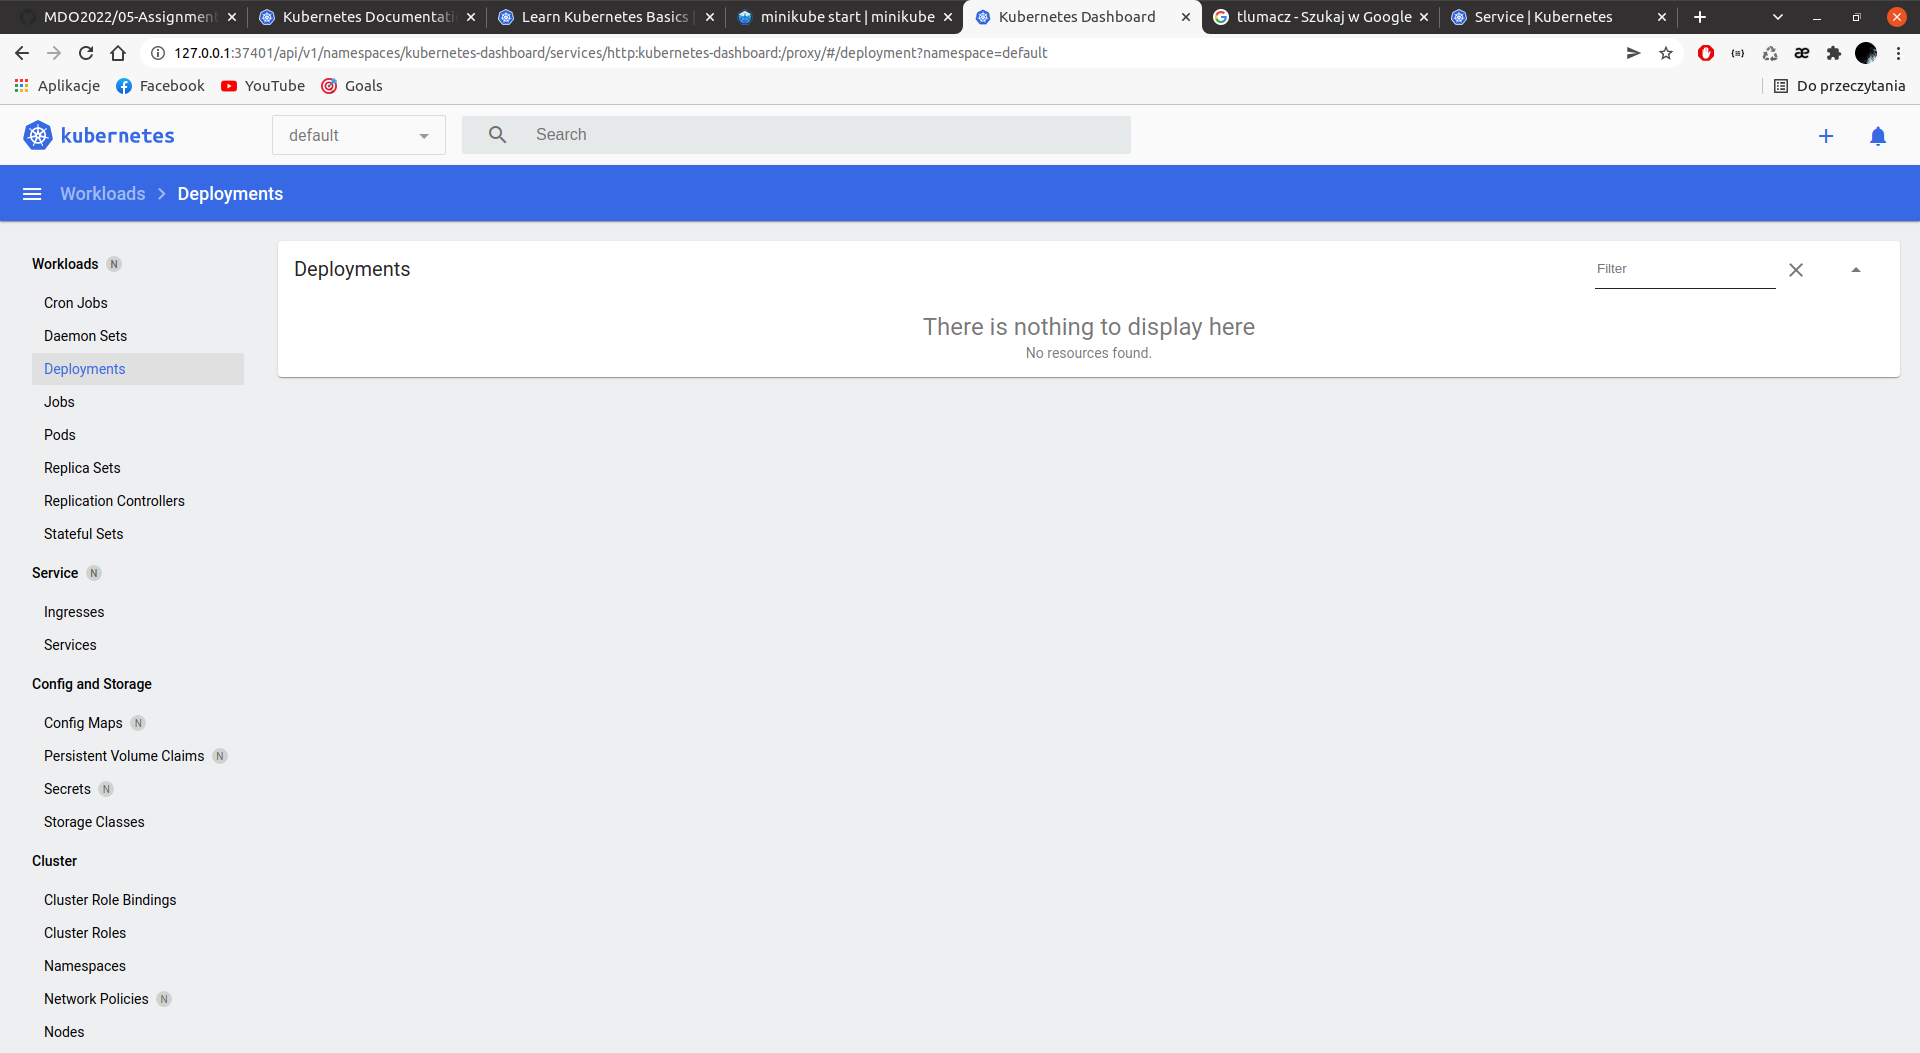 MDO2022/05-Assignment
Kubernetes Documentati
Learn Kubernetes Basics
minikube start | minikube
Kubernetes Dashboard
tlumacz - Szukaj w Google
Service | Kubernetes
127.0.0.1:37401/api/v1/namespaces/kubernetes-dashboard/services/http:kubernetes-dashboard:/proxy/#/deployment?namespace=default
Aplikacje
Facebook
YouTube
Goals
Do przeczytania
kubernetes
default
Search
Workloads
Deployments
Workloads N
Cron Jobs
Daemon Sets
Deployments
Jobs
Pods
Replica Sets
Replication Controllers
Stateful Sets
Service N
Ingresses
Services
Config and Storage
Config Maps N
Persistent Volume Claims N
Secrets N
Storage Classes
Cluster
Cluster Role Bindings
Cluster Roles
Namespaces
Network Policies N
Nodes
Deployments
Filter
There is nothing to display here
No resources found.